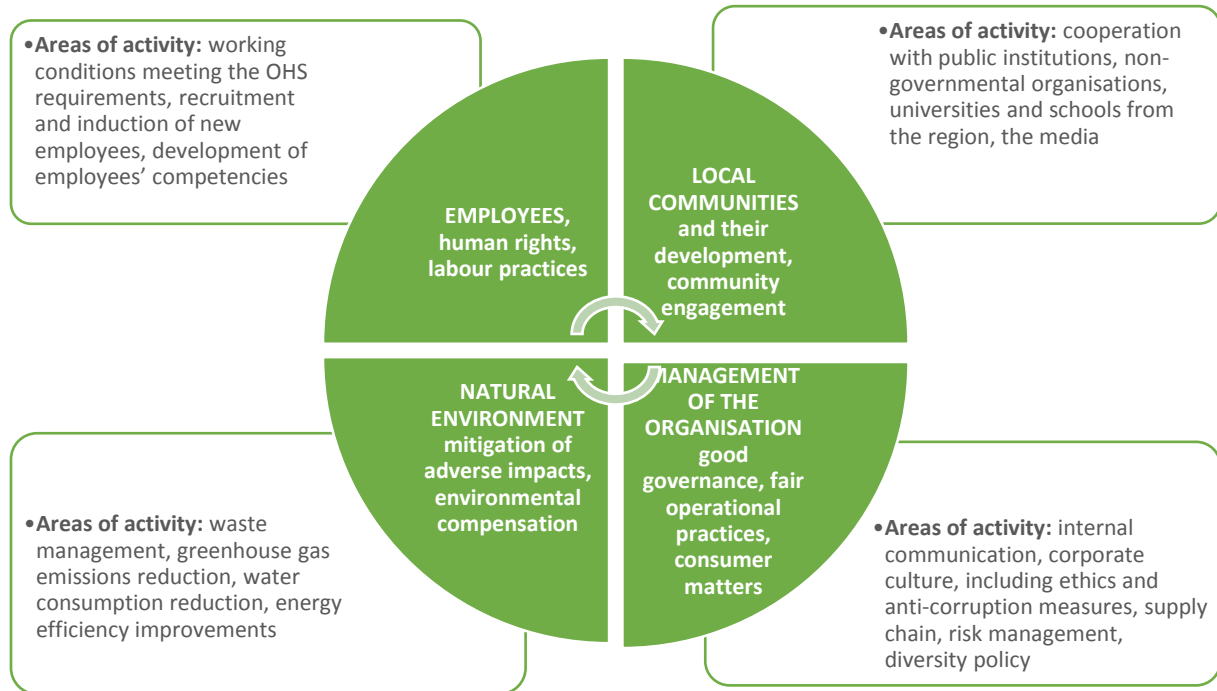 •Areas of activity: working
conditions meeting the OHS
requirements, recruitment
and induction of new
employees, development of
employees' competencies
•Areas of activity: cooperation
with public institutions, non-
governmental organisations,
universities and schools from
the region, the media
EMPLOYEES,
human rights,
labour practices
LOCAL
COMMUNITIES
and their
development,
community
engagement
NATURAL
ENVIRONMENT
mitigation of
adverse impacts,
environmental
compensation
MANAGEMENT
OF THE
ORGANISATION
good
governance, fair
operational
practices,
consumer
matters
•Areas of activity: waste
management, greenhouse gas
emissions reduction, water
consumption reduction, energy
efficiency improvements
•Areas of activity: internal
communication, corporate
culture, including ethics and
anti-corruption measures, supply
chain, risk management,
diversity policy